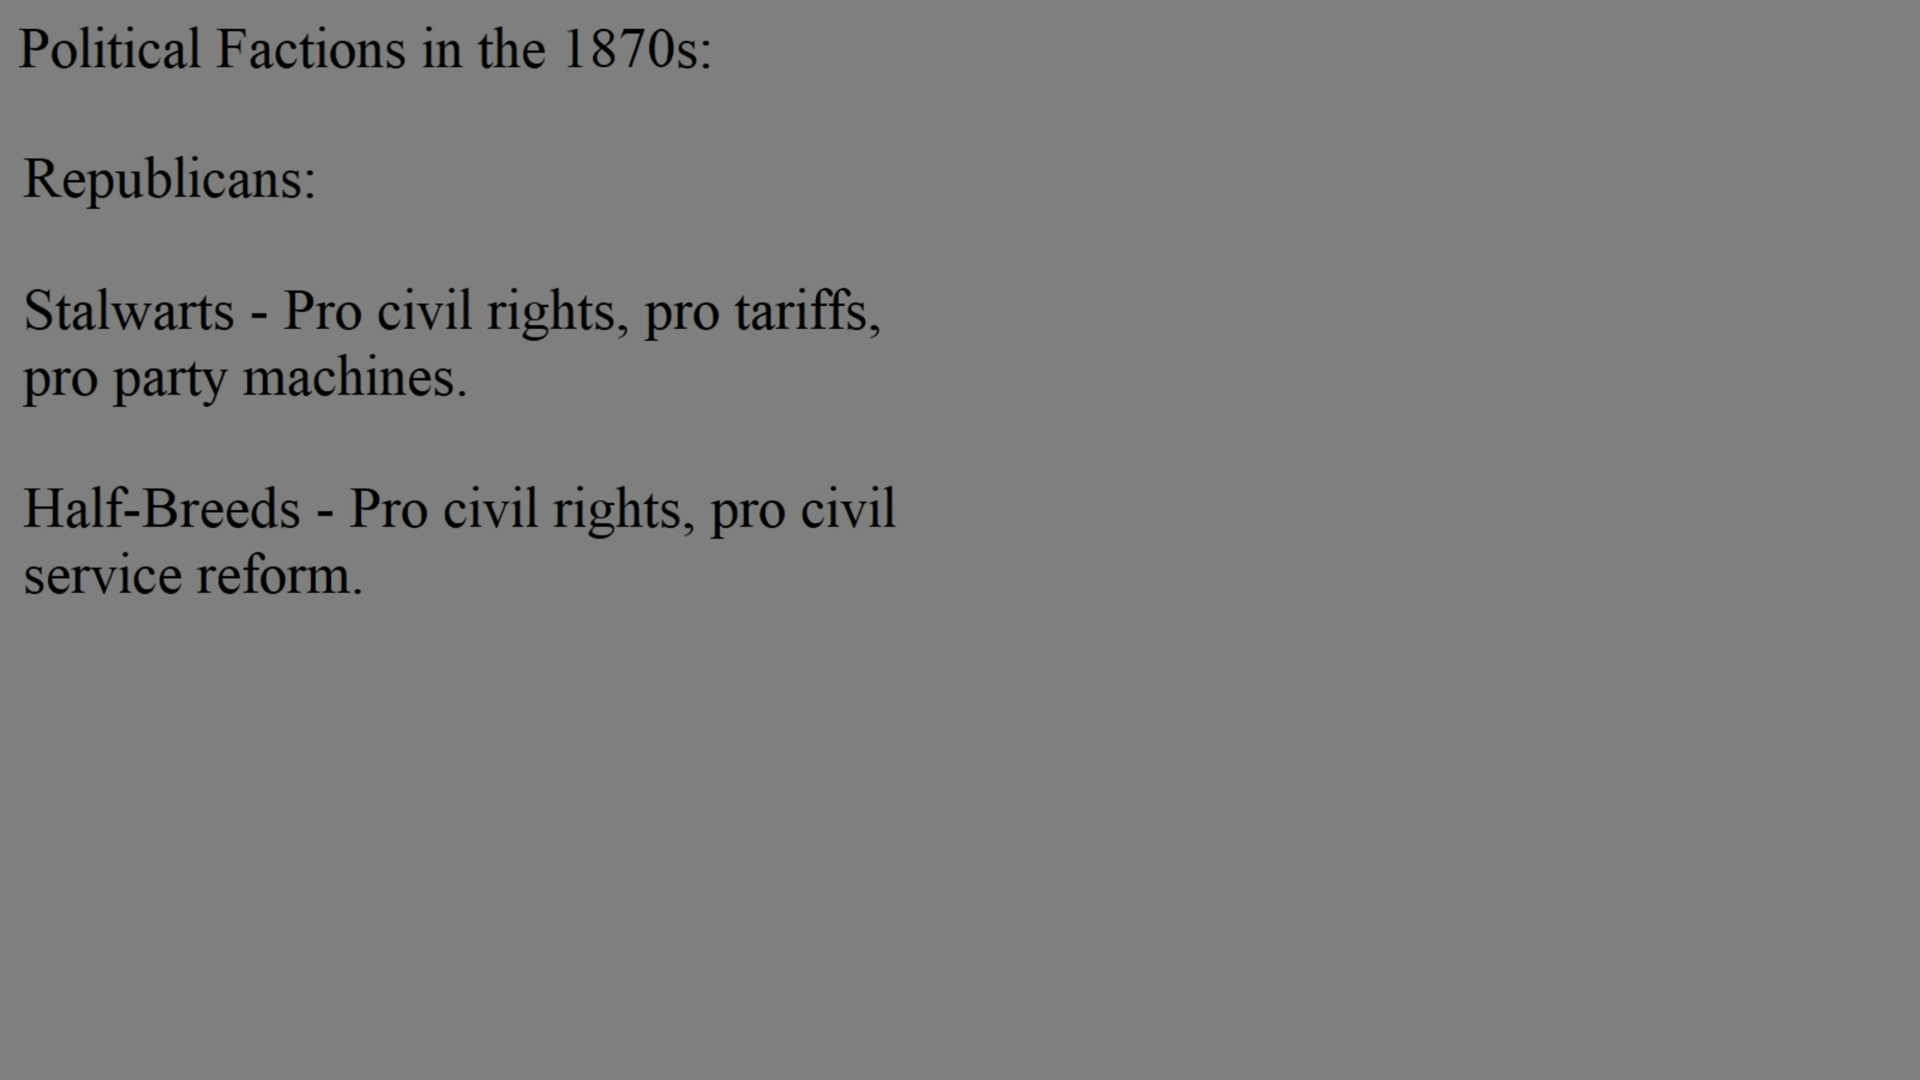 Political Factions in the 1870s:
Republicans:
Stalwarts - Pro civil rights, pro tariffs,
pro party machines.
Half-Breeds - Pro civil rights, pro civil
service reform.